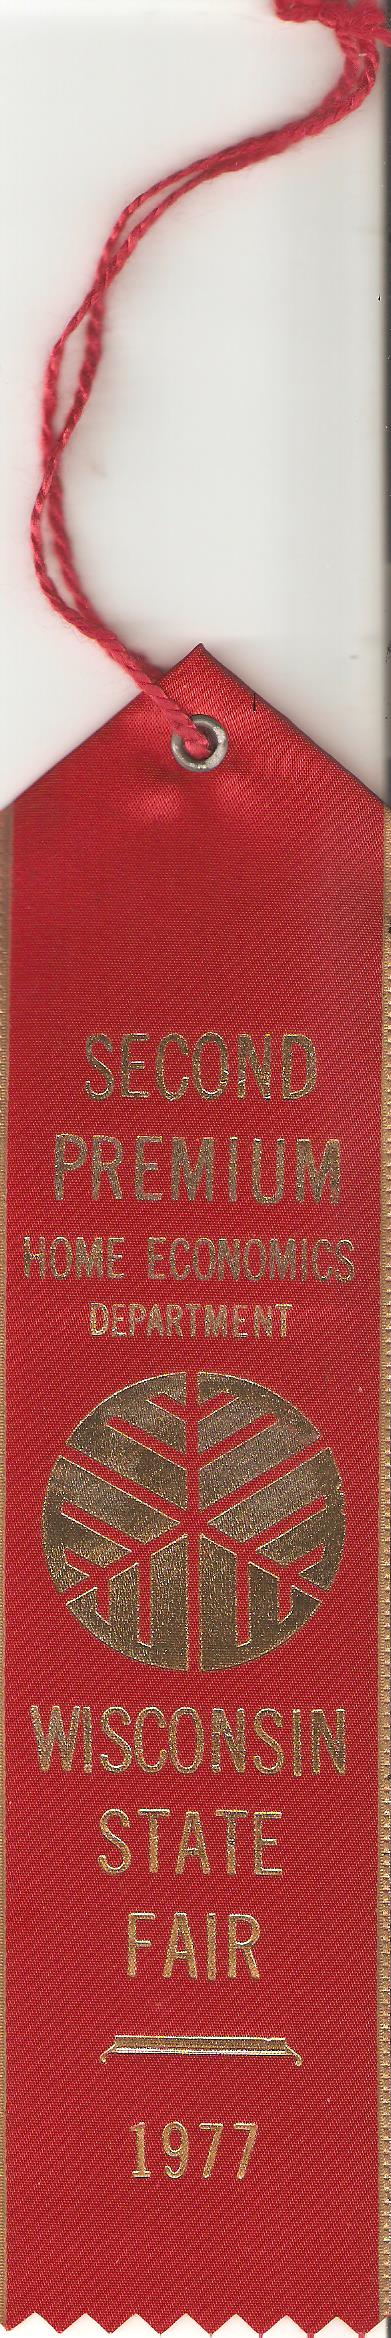 SECOND
PREMIUM
HOME ECONOMICS
DEPARTMENT
WISCONSIN
STATE
FAIR
1977